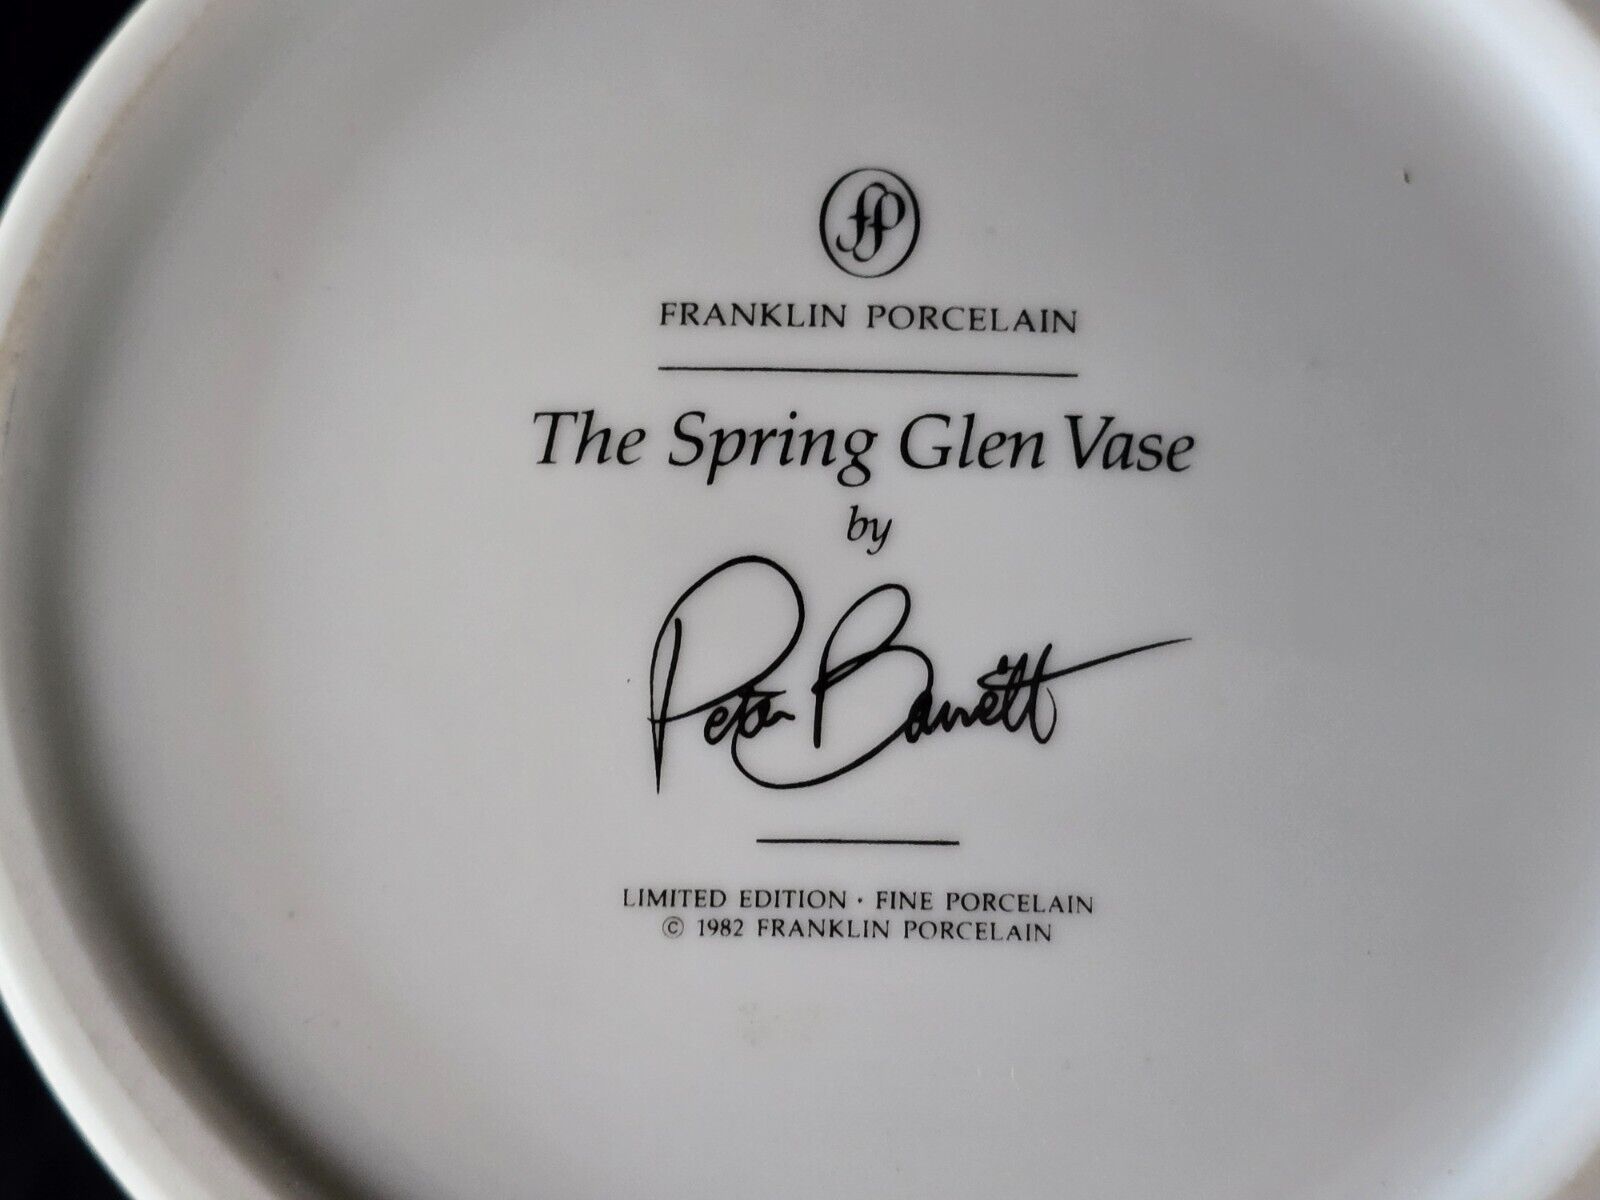 fp
FRANKLIN PORCELAIN
The Spring Glen Vase
by
Peter Barrett
LIMITED EDITION · FINE PORCELAIN
© 1982 FRANKLIN PORCELAIN